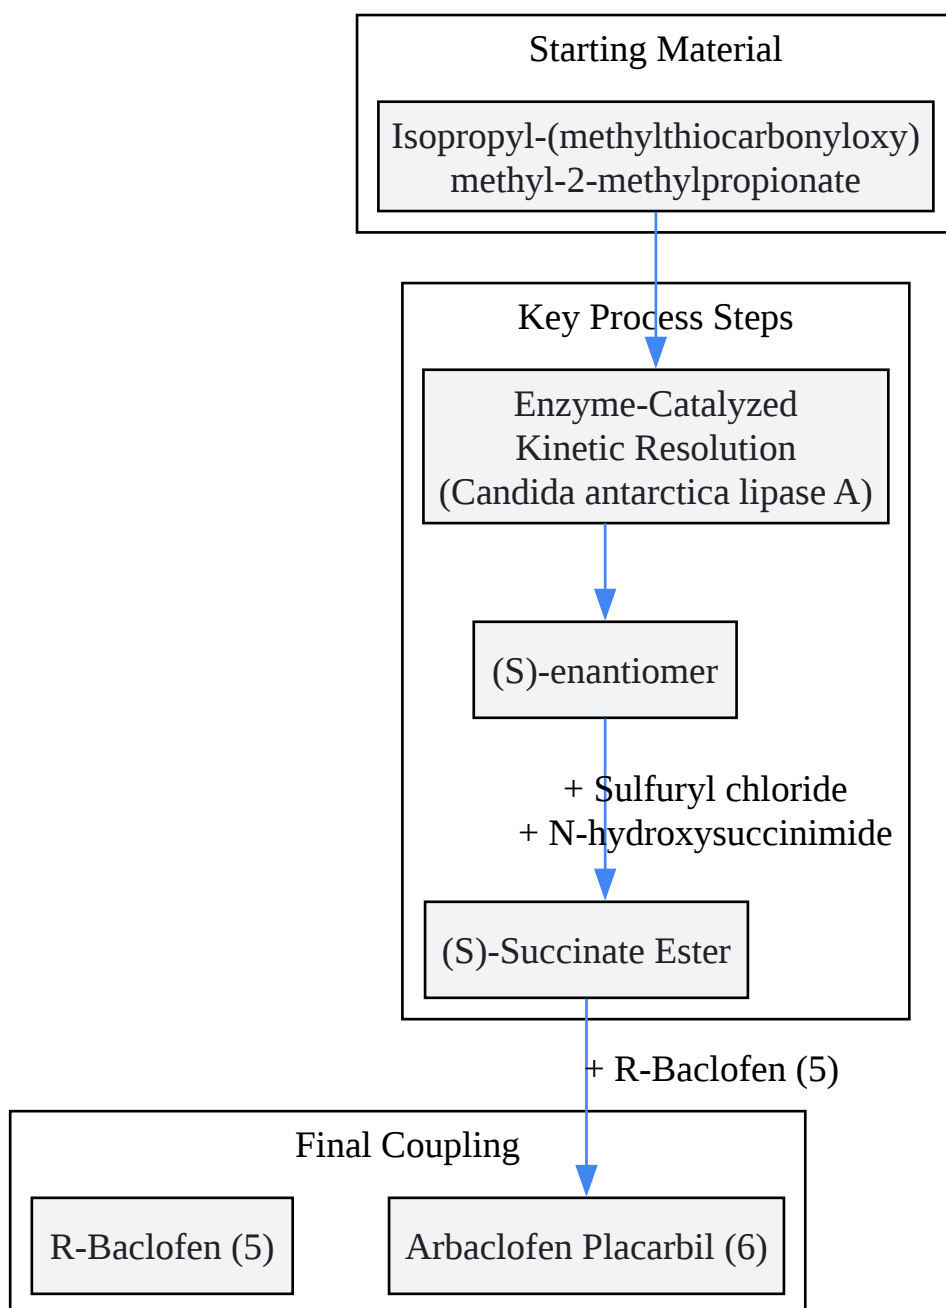 Starting Material
Isopropyl-(methylthiocarbonyloxy)
methyl-2-methylpropionate
Key Process Steps
Enzyme-Catalyzed
Kinetic Resolution
(Candida antarctica lipase A)
(S)-enantiomer
+ Sulfuryl chloride
+ N-hydroxysuccinimide
(S)-Succinate Ester
+ R-Baclofen (5)
Final Coupling
R-Baclofen (5)
Arbaclofen Placarbil (6)